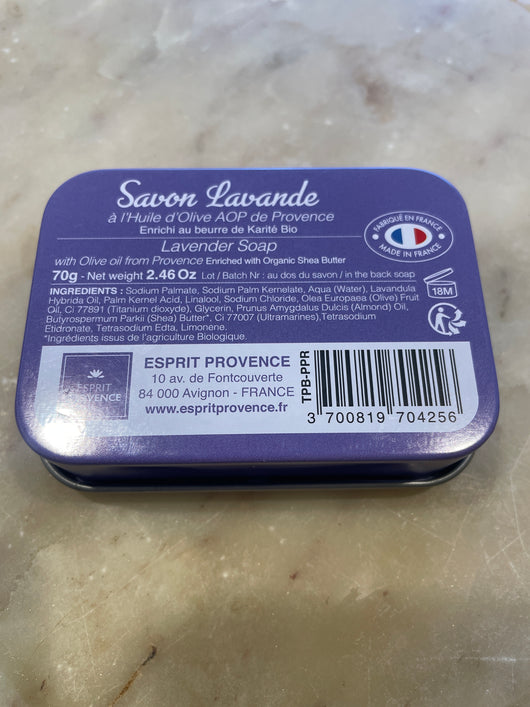 Savon Lavande
à l'Huile d'Olive AOP de Provence
Enrichi au beurre de Karité Bio
Lavender Soap
with Olive oil from Provence Enriched with Organic Shea Butter
70g - Net weight 2.46 Oz Lot / Batch Nr : au dos du savon / in the back soap
FABRIQUÉ EN FRANCE
MADE IN FRANCE
18M
INGREDIENTS : Sodium Palmate, Sodium Palm Kernelate, Aqua (Water), Lavandula
Hybrida Oil, Palm Kernel Acid, Linalool, Sodium Chloride, Olea Europaea (Olive) Fruit
Oil, Ci 77891 (Titanium dioxyde), Glycerin, Prunus Amygdalus Dulcis (Almond) Oil,
Butyrospermum Parkii (Shea) Butter*, Ci 77007 (Ultramarines),Tetrasodium
Etidronate, Tetrasodium Edta, Limonene.
*Ingrédients issus de l'agriculture Biologique.
ESPRIT
PROVENCE
ESPRIT PROVENCE
10 av. de Fontcouverte
84 000 Avignon - FRANCE
www.espritprovence.fr
TPB-PPR
3 700819 704256